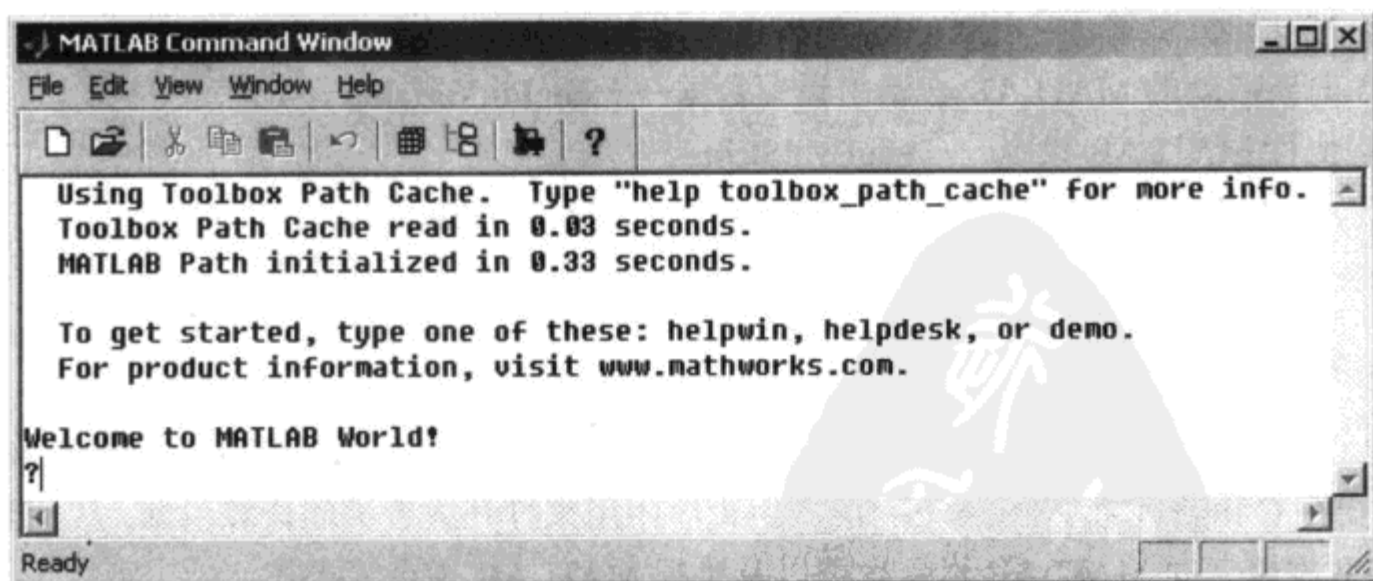 MATLAB Command Window
File Edit View Window Help
Using Toolbox Path Cache.  Type "help toolbox_path_cache" for more info.
Toolbox Path Cache read in 0.03 seconds.
MATLAB Path initialized in 0.33 seconds.
To get started, type one of these: helpwin, helpdesk, or demo.
For product information, visit www.mathworks.com.
Welcome to MATLAB World!
?
Ready